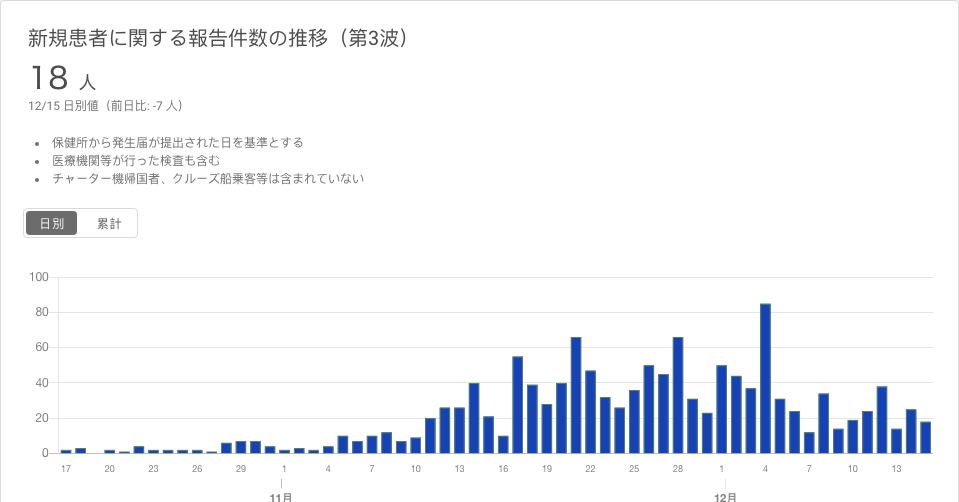 新規患者に関する報告件数の推移（第3波）
18 人
12/15 日別値（前日比: -7 人）
保健所から発生届が提出された日を基準とする
医療機関等が行った検査も含む
チャーター機帰国者、クルーズ船乗客等は含まれていない
日別 累計
100
80
60
40
20
0
17 20 23 26 29 1 4 7 10 13 16 19 22 25 28 1 4 7 10 13
11月 12月